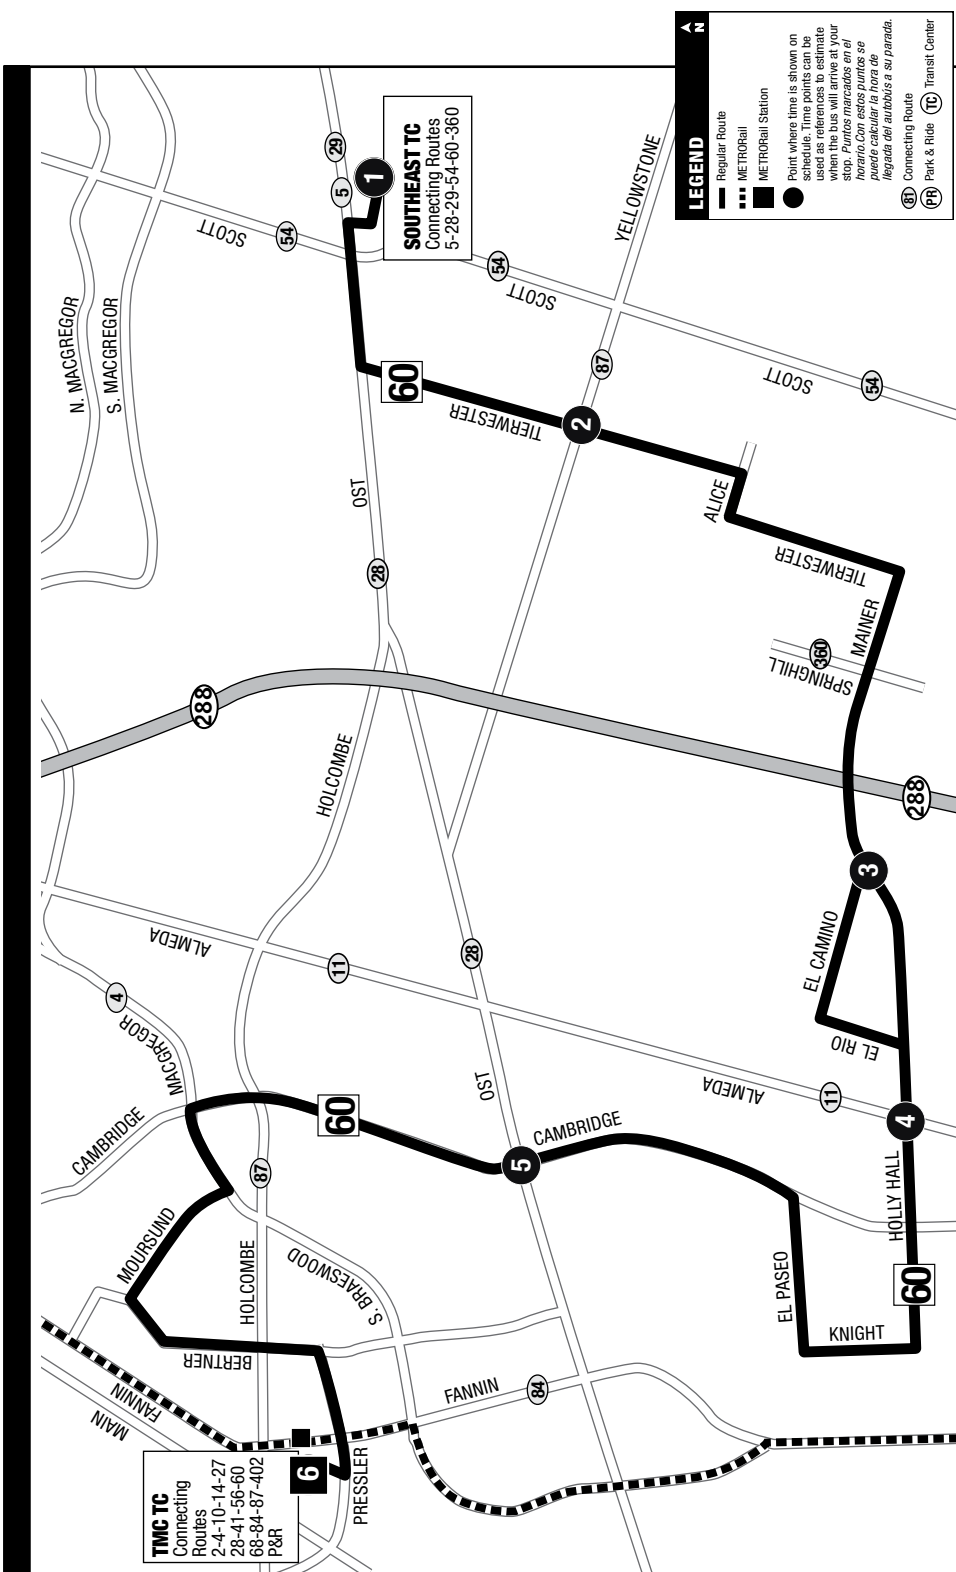 LEGEND
N
Regular Route
METRORail
METRORail Station
Point where time is shown on
schedule. Time points can be
used as references to estimate
when the bus will arrive at your
stop. Puntos marcados en el
horario.Con estos puntos se
puede calcular la hora de
llegada del autobús a su parada.
81 Connecting Route
PR Park & Ride TC Transit Center
TMC TC
Connecting
Routes
2-4-10-14-27
28-41-56-60
68-84-87-402
P&R
6
PRESSLER
MAIN
FANNIN
BERTNER
MOURSUND
HOLCOMBE
87
S. BRAESWOOD
FANNIN
84
CAMBRIDGE
MACGREGOR
4
60
ALMEDA
11
OST
5
CAMBRIDGE
28
EL PASEO
KNIGHT
60
HOLLY HALL
4
11
ALMEDA
EL RIO
EL CAMINO
3
288
288
HOLCOMBE
28
OST
MAINER
360
SPRINGHILL
TIERWESTER
ALICE
2
TIERWESTER
60
87
YELLOWSTONE
N. MACGREGOR
S. MACGREGOR
SCOTT
54
54
SCOTT
SCOTT
54
5
29
1
SOUTHEAST TC
Connecting Routes
5-28-29-54-60-360